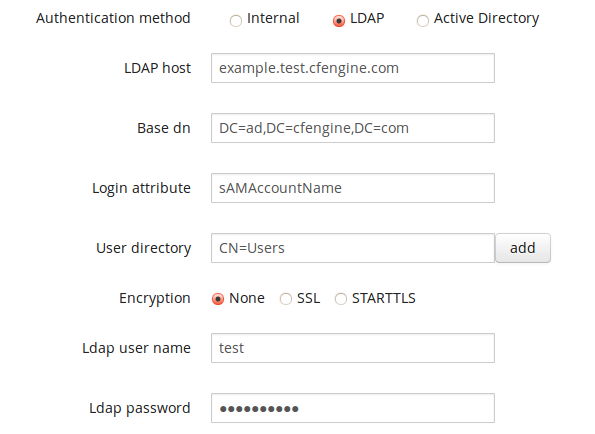 Authentication method Internal LDAP Active Directory
LDAP host example.test.cfengine.com
Base dn DC=ad,DC=cfengine,DC=com
Login attribute sAMAccountName
User directory CN=Users add
Encryption None SSL STARTTLS
Ldap user name test
Ldap password ●●●●●●●●●●